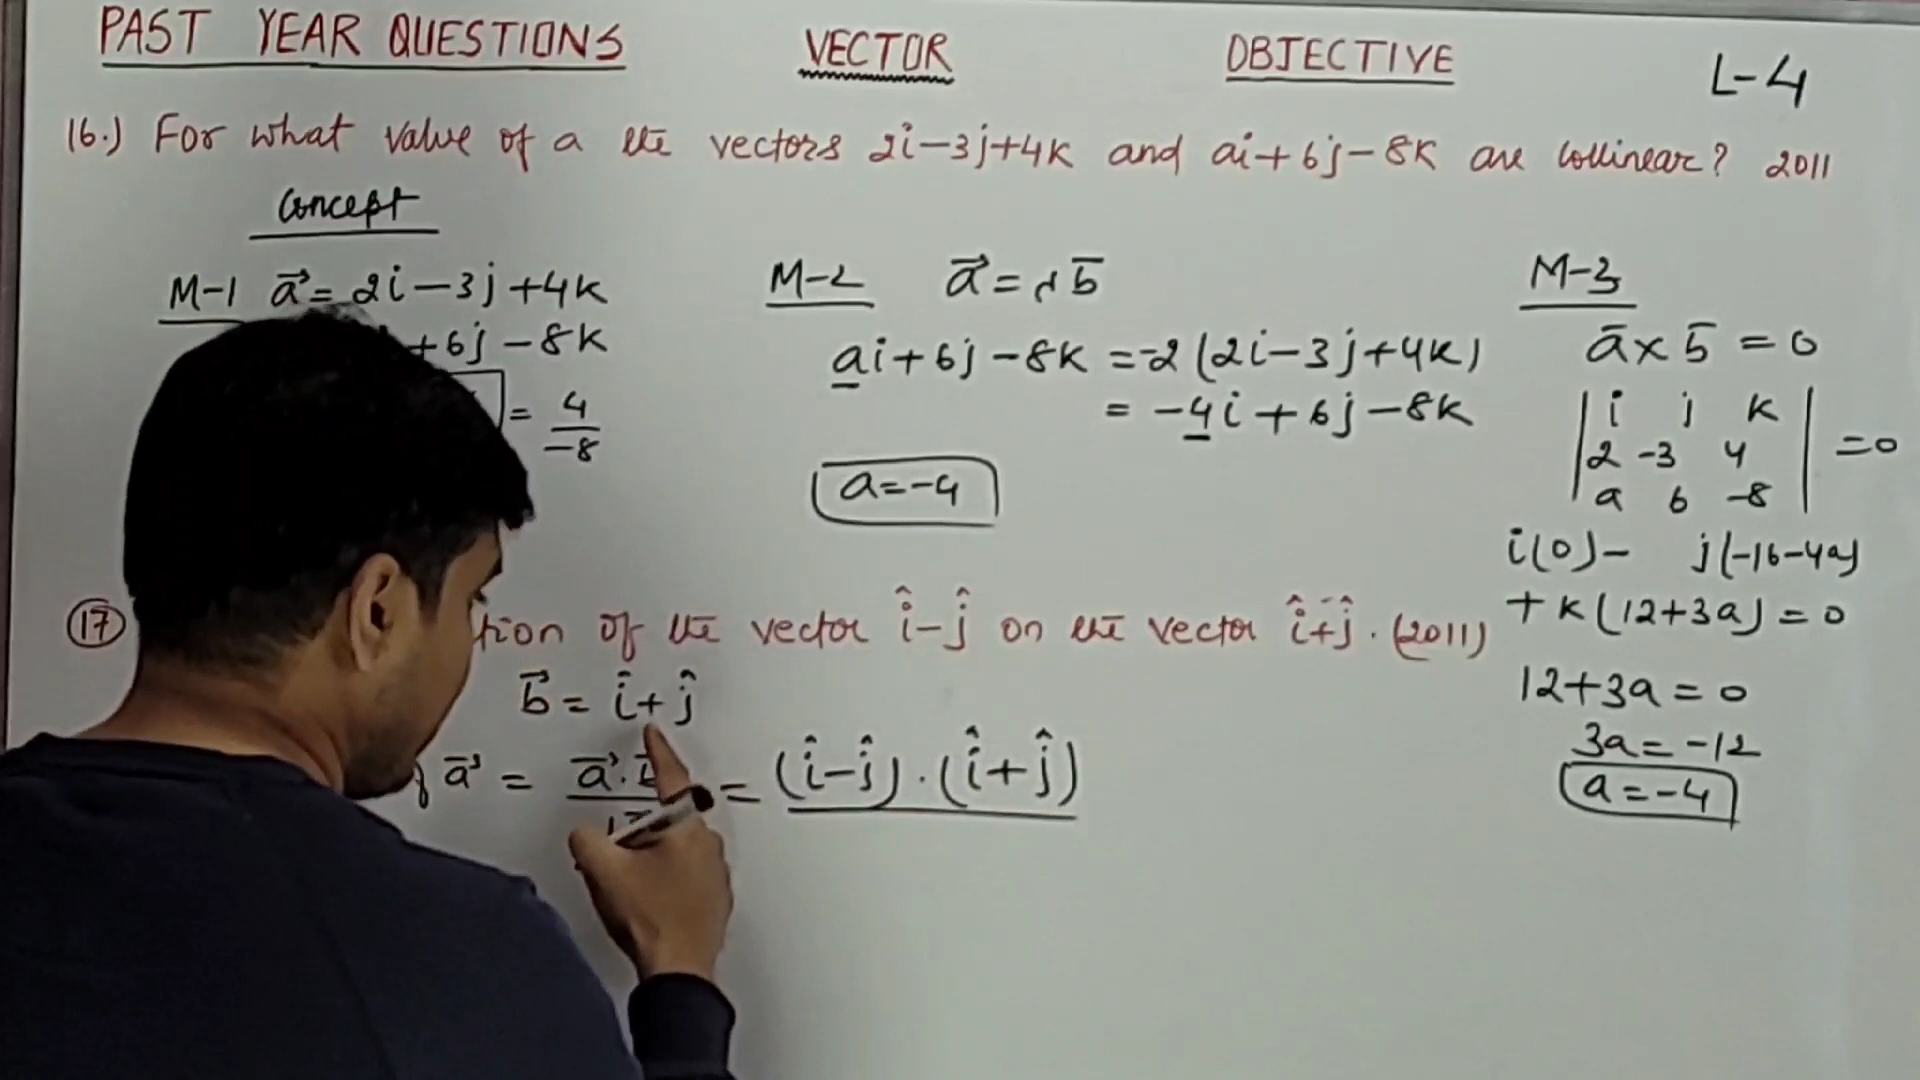 PAST YEAR QUESTIONS VECTOR OBJECTIVE L-4
16.) For what value of a the vectors 2i-3j+4k and ai+6j-8k are collinear? 2011
Concept
M-1 a⃗ = 2i-3j+4k
+6j-8k
= 4/-8
M-2 a⃗ = λb̅
ai+6j-8k = -2(2i-3j+4k)
= -4i+6j-8k
a=-4
M-3
a̅ x b̅ = 0
| i j k |
| 2 -3 4 | =0
| a 6 -8 |
i(0)- j(-16-4a)
+k(12+3a)=0
12+3a=0
3a=-12
a=-4
17 of the vector î-ĵ on the vector î+ĵ. (2011)
b⃗ = î+ĵ
a⃗ = a⃗. = (î-ĵ).(î+ĵ)